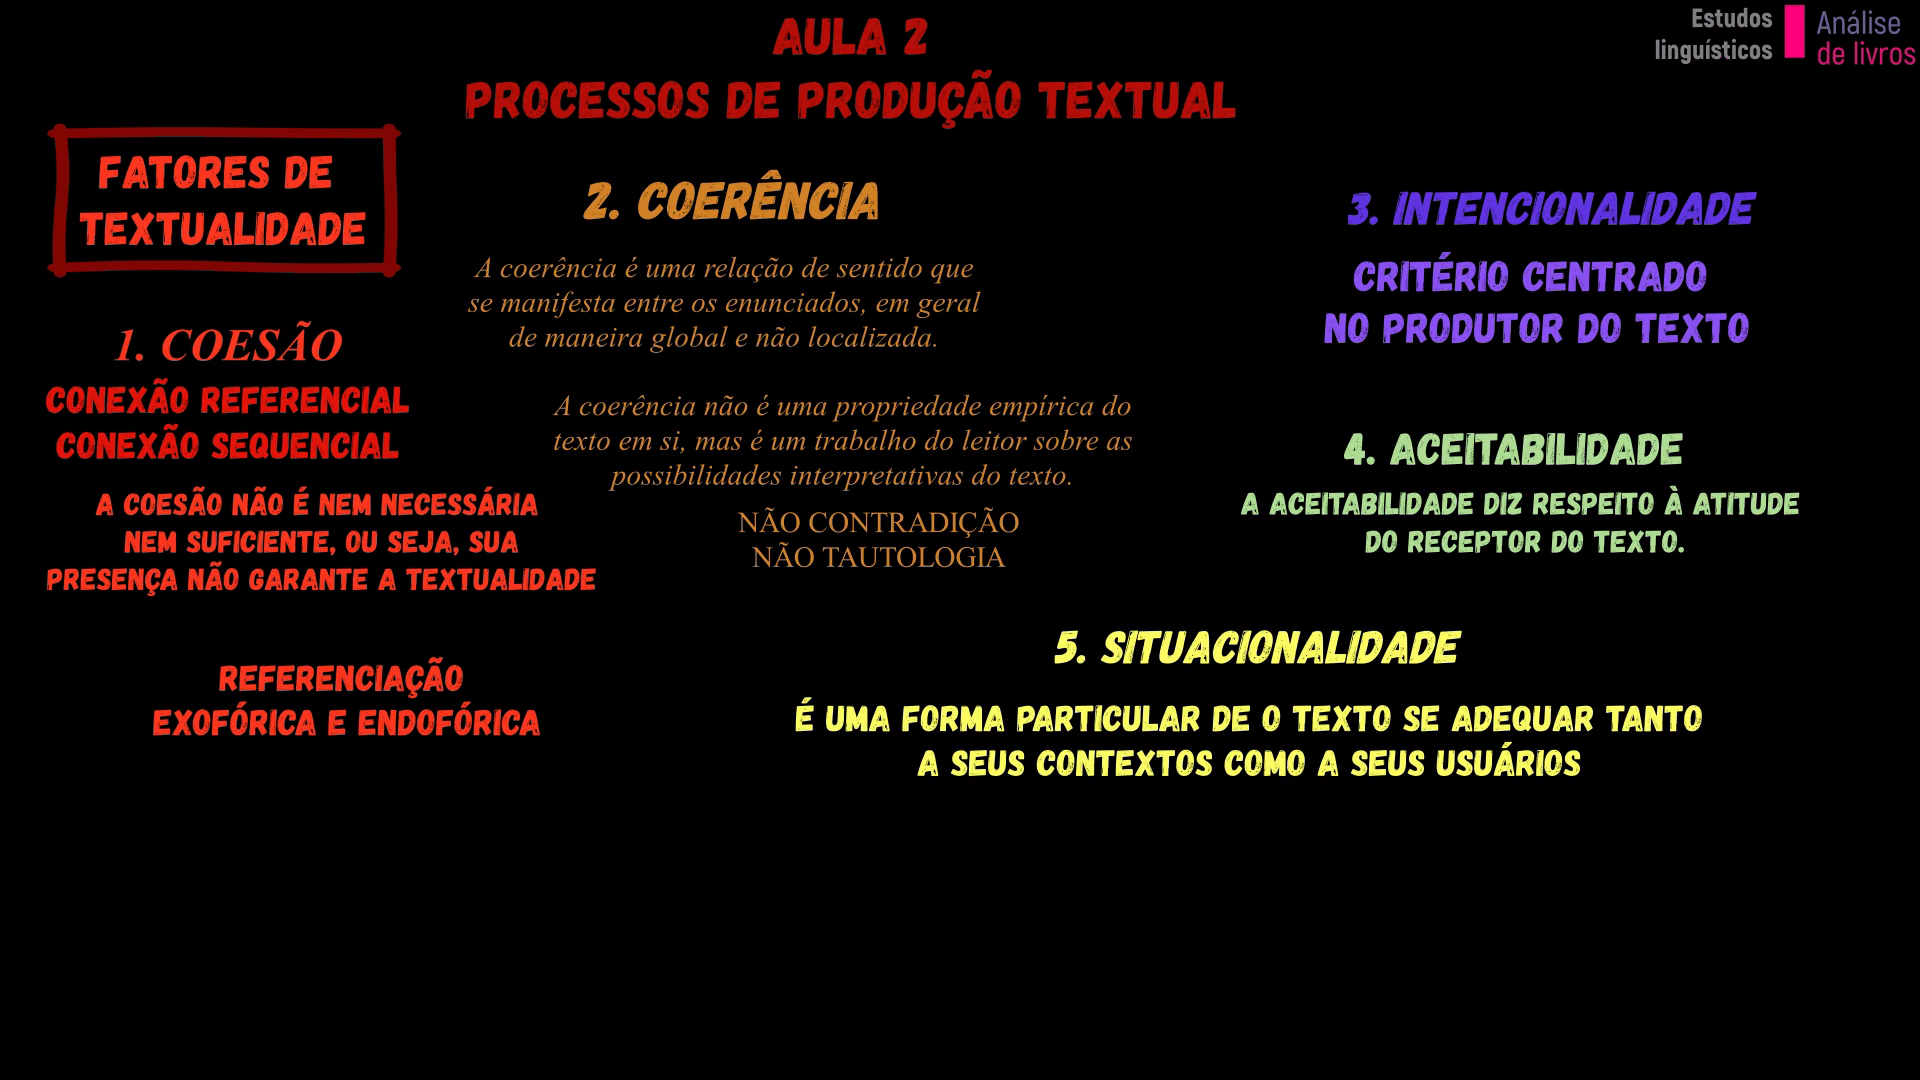 AULA 2
PROCESSOS DE PRODUÇÃO TEXTUAL
Estudos
linguísticos
Análise
de livros
FATORES DE
TEXTUALIDADE
1. COESÃO
CONEXÃO REFERENCIAL
CONEXÃO SEQUENCIAL
A COESÃO NÃO É NEM NECESSÁRIA
NEM SUFICIENTE, OU SEJA, SUA
PRESENÇA NÃO GARANTE A TEXTUALIDADE
REFERENCIAÇÃO
EXOFÓRICA E ENDOFÓRICA
2. COERÊNCIA
A coerência é uma relação de sentido que
se manifesta entre os enunciados, em geral
de maneira global e não localizada.
A coerência não é uma propriedade empírica do
texto em si, mas é um trabalho do leitor sobre as
possibilidades interpretativas do texto.
NÃO CONTRADIÇÃO
NÃO TAUTOLOGIA
3. INTENCIONALIDADE
CRITÉRIO CENTRADO
NO PRODUTOR DO TEXTO
4. ACEITABILIDADE
A ACEITABILIDADE DIZ RESPEITO À ATITUDE
DO RECEPTOR DO TEXTO.
5. SITUACIONALIDADE
É UMA FORMA PARTICULAR DE O TEXTO SE ADEQUAR TANTO
A SEUS CONTEXTOS COMO A SEUS USUÁRIOS